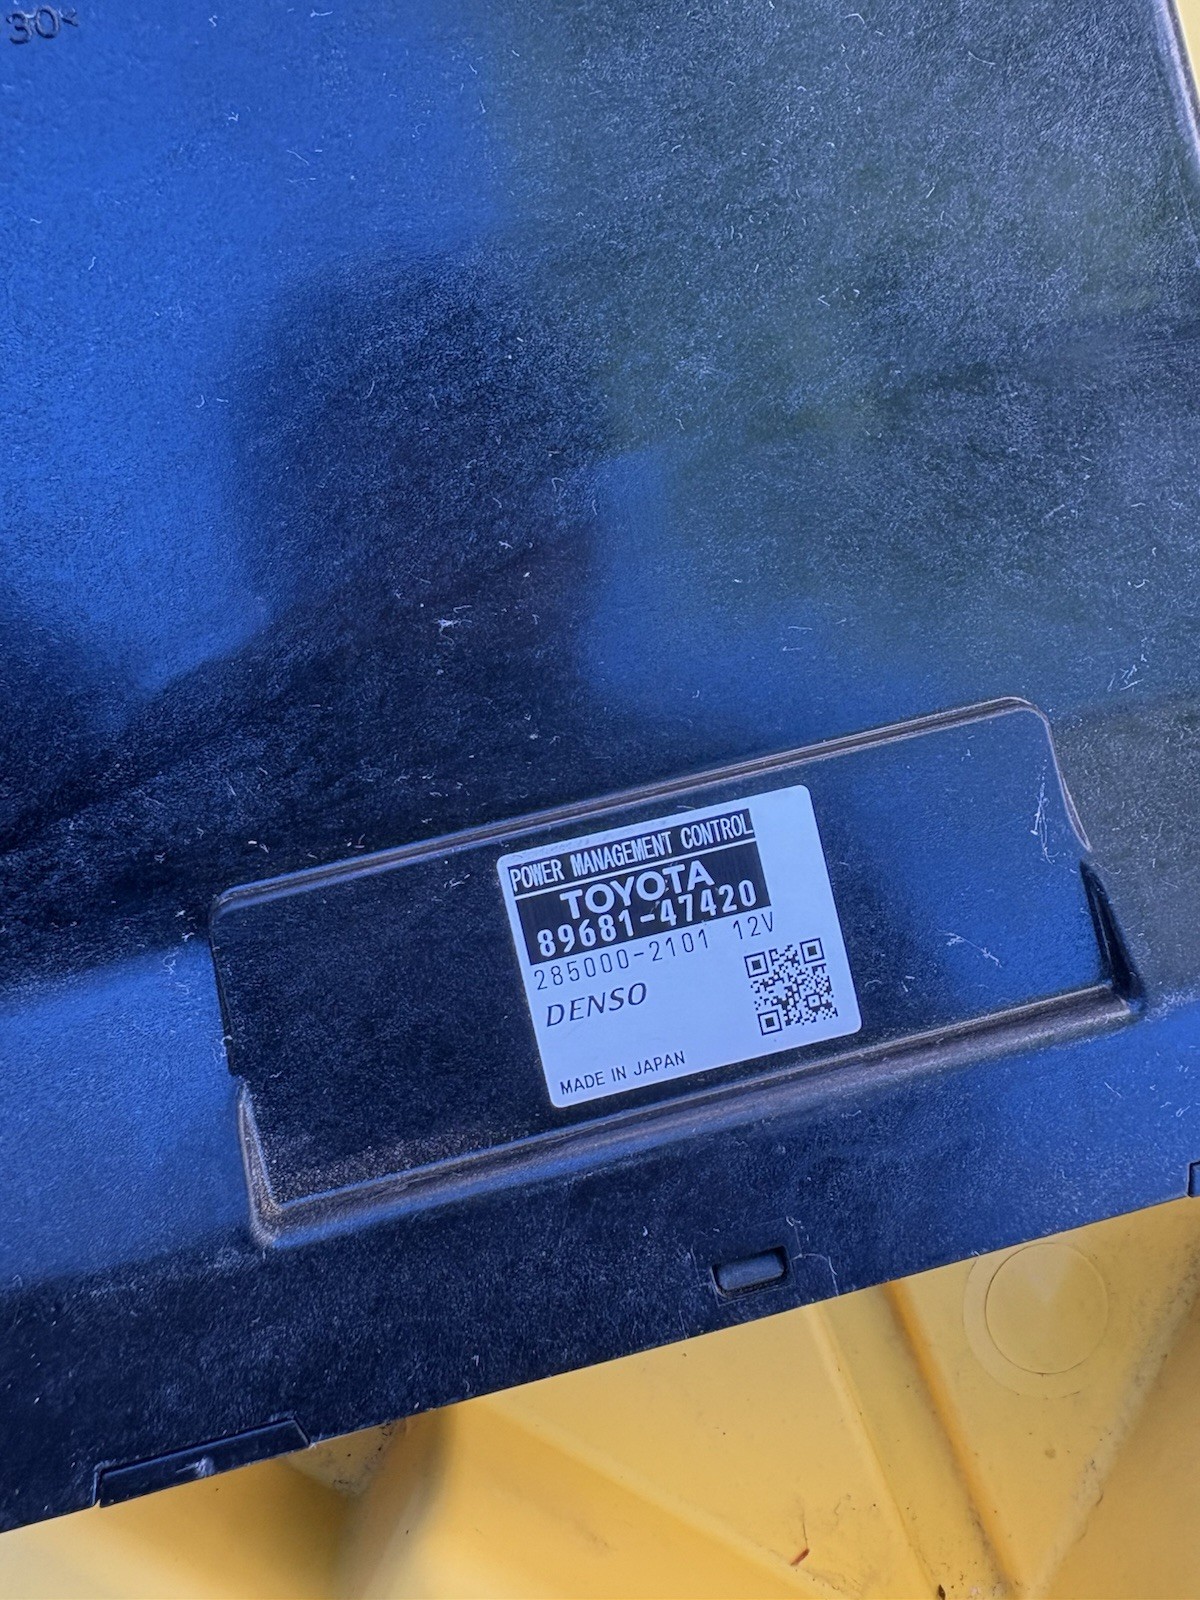 30<
POWER MANAGEMENT CONTROL
TOYOTA
89681-47420
285000-2101 12V
DENSO
MADE IN JAPAN